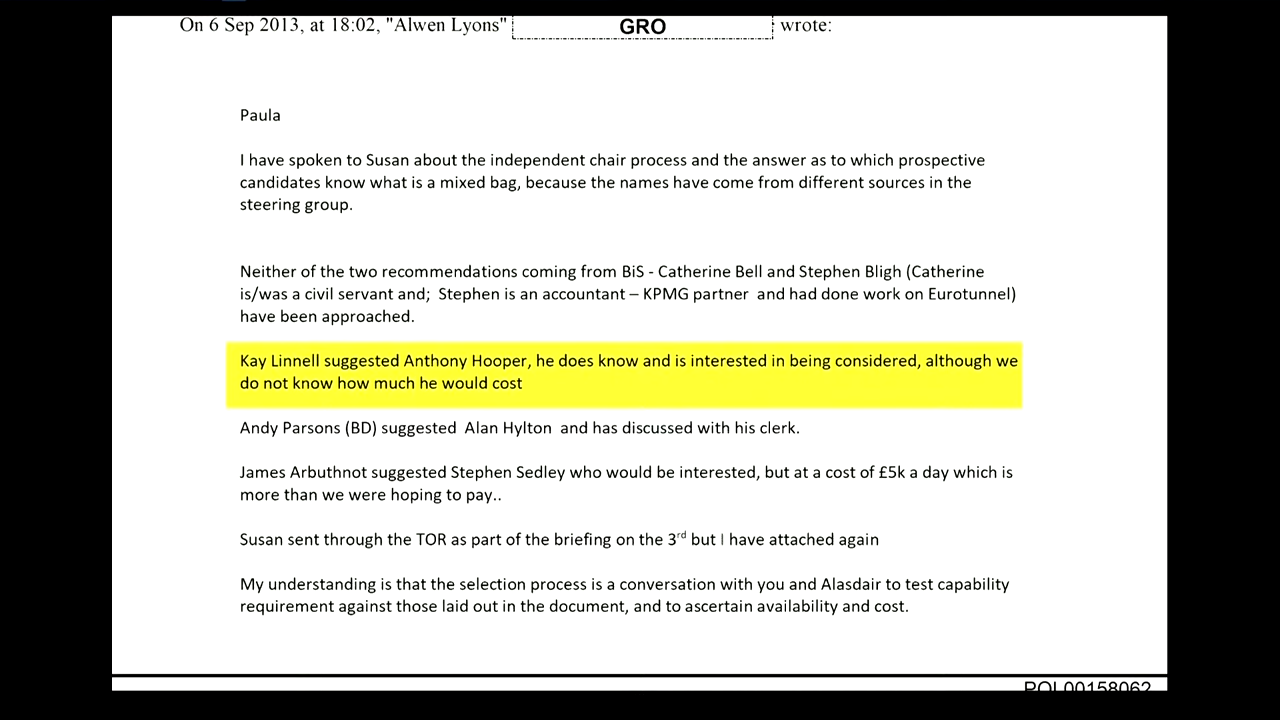 On 6 Sep 2013, at 18:02, "Alwen Lyons" GRO wrote:
Paula
I have spoken to Susan about the independent chair process and the answer as to which prospective
candidates know what is a mixed bag, because the names have come from different sources in the
steering group.
Neither of the two recommendations coming from BiS - Catherine Bell and Stephen Bligh (Catherine
is/was a civil servant and;  Stephen is an accountant – KPMG partner  and had done work on Eurotunnel)
have been approached.
Kay Linnell suggested Anthony Hooper, he does know and is interested in being considered, although we
do not know how much he would cost
Andy Parsons (BD) suggested  Alan Hylton  and has discussed with his clerk.
James Arbuthnot suggested Stephen Sedley who would be interested, but at a cost of £5k a day which is
more than we were hoping to pay..
Susan sent through the TOR as part of the briefing on the 3rd but I have attached again
My understanding is that the selection process is a conversation with you and Alasdair to test capability
requirement against those laid out in the document, and to ascertain availability and cost.
POL00158062